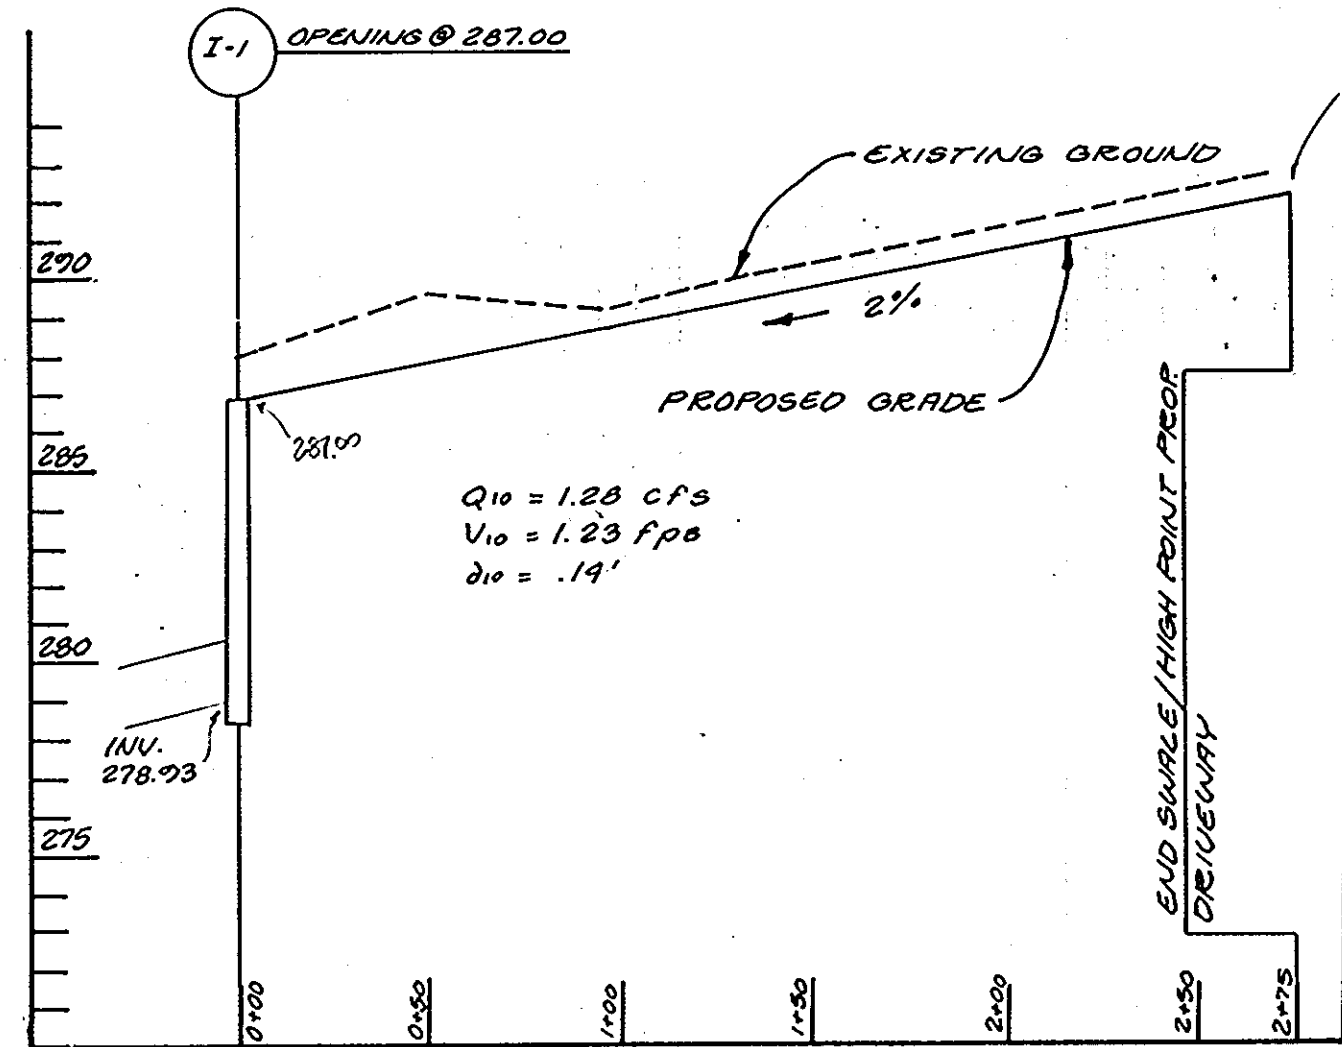 I-1 OPENING @ 287.00
EXISTING GROUND
290
2%
PROPOSED GRADE
287.00
285
Q10 = 1.28 cfs
V10 = 1.23 fps
d10 = .14'
280
INV.
278.93
275
END SWALE/HIGH POINT PROP.
DRIVEWAY
0+00
0+50
1+00
1+50
2+00
2+50
2+75